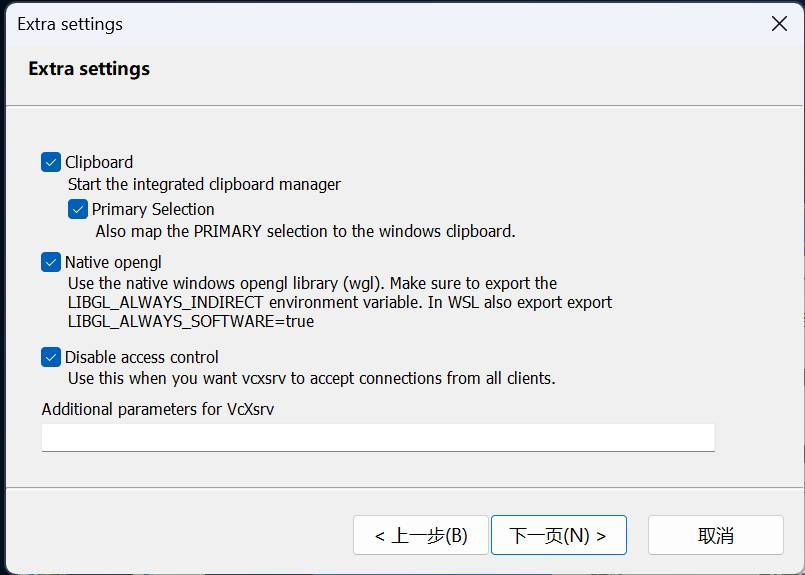 Extra settings
Extra settings
Clipboard
Start the integrated clipboard manager
Primary Selection
Also map the PRIMARY selection to the windows clipboard.
Native opengl
Use the native windows opengl library (wgl). Make sure to export the
LIBGL_ALWAYS_INDIRECT environment variable. In WSL also export export
LIBGL_ALWAYS_SOFTWARE=true
Disable access control
Use this when you want vcxsrv to accept connections from all clients.
Additional parameters for VcXsrv
< 上一步(B)
下一页(N) >
取消